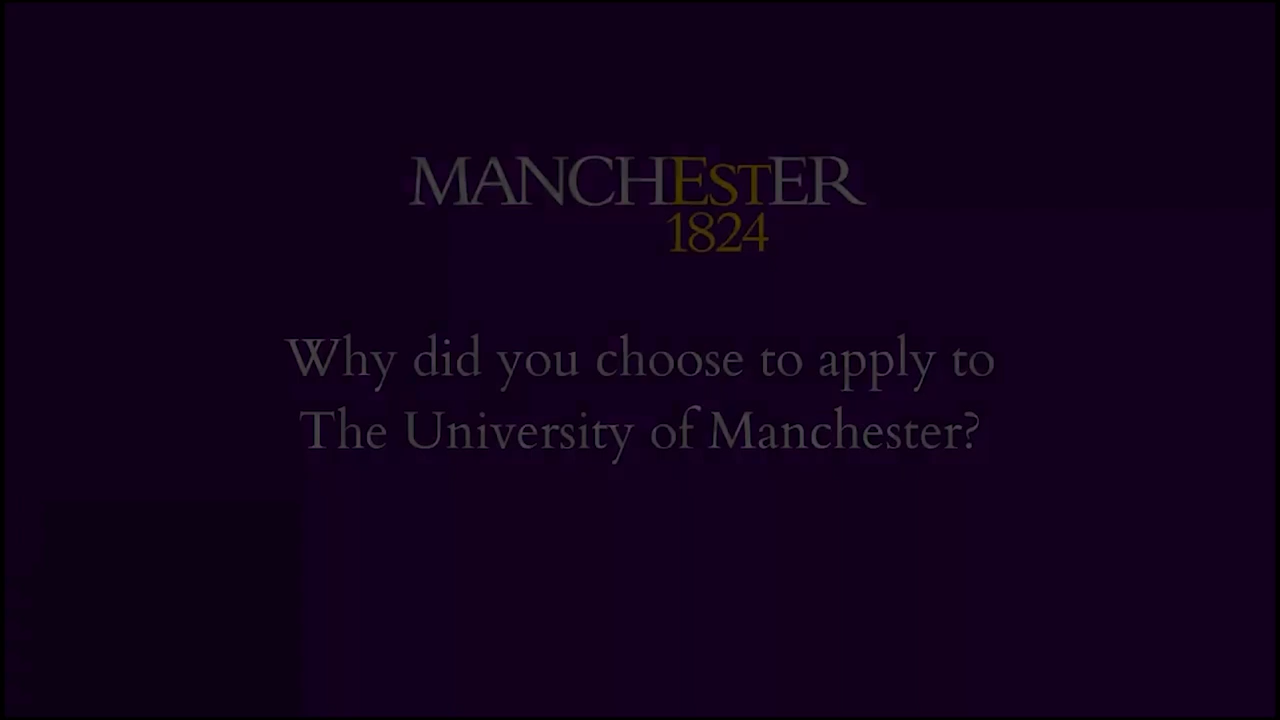 MANCHESTER
1824
Why did you choose to apply to
The University of Manchester?